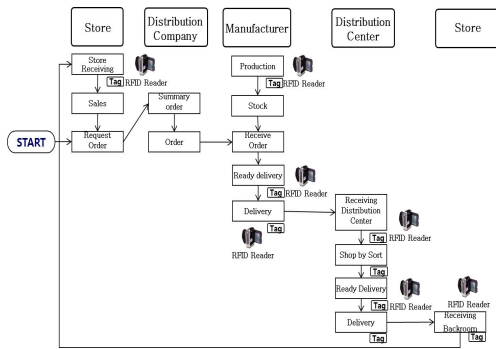 Store
Distribution
Company
Manufacturer
Distribution
Center
Store
Store
Receiving
Tag RFID Reader
Sales
Request
Order
START
Summary
order
Order
Production
Tag RFID Reader
Stock
Receive
Order
Ready delivery
Tag RFID Reader
Delivery
Tag
RFID Reader
Receiving
Distribution
Center
Tag RFID Reader
Shop by Sort
Tag
Ready Delivery
Tag RFID Reader
Delivery
Tag
RFID Reader
Receiving
Backroom
Tag